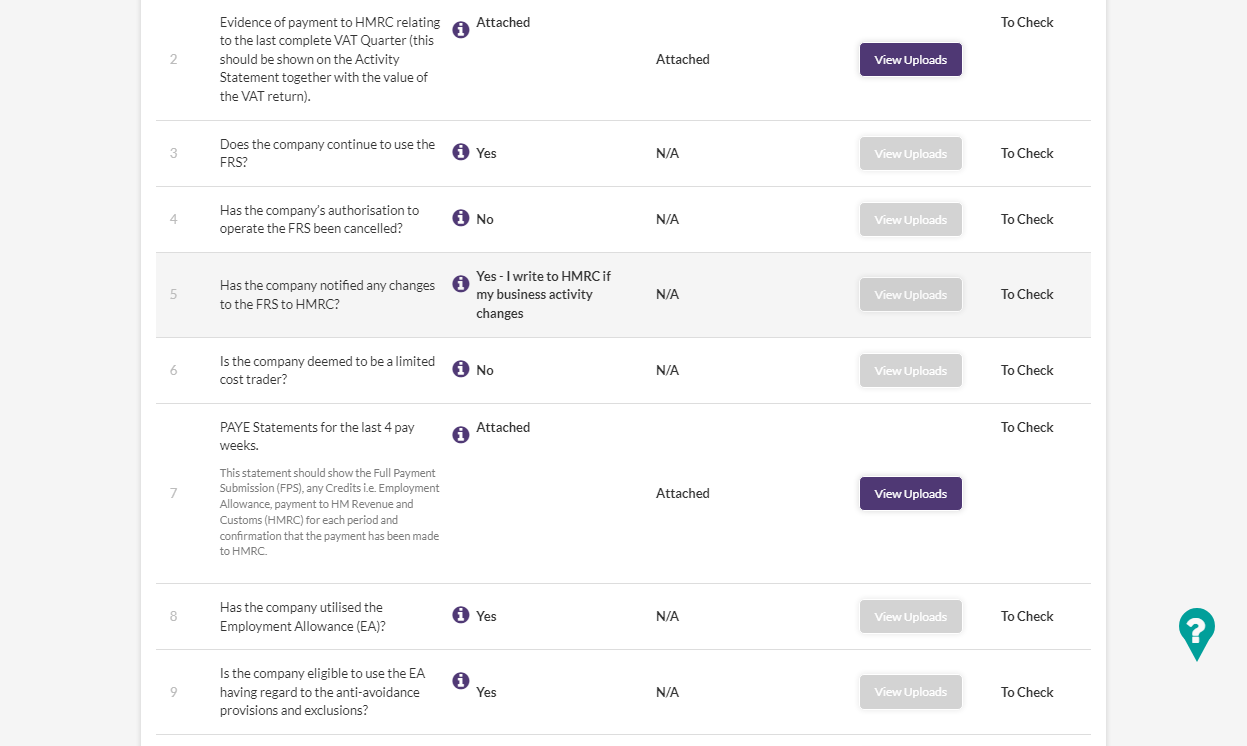 2
Evidence of payment to HMRC relating
to the last complete VAT Quarter (this
should be shown on the Activity
Statement together with the value of
the VAT return).
Attached
Attached
View Uploads
To Check
3
Does the company continue to use the
FRS?
Yes
N/A
View Uploads
To Check
4
Has the company's authorisation to
operate the FRS been cancelled?
No
N/A
View Uploads
To Check
5
Has the company notified any changes
to the FRS to HMRC?
Yes - I write to HMRC if
my business activity
changes
N/A
View Uploads
To Check
6
Is the company deemed to be a limited
cost trader?
No
N/A
View Uploads
To Check
7
PAYE Statements for the last 4 pay
weeks.
This statement should show the Full Payment
Submission (FPS), any Credits i.e. Employment
Allowance, payment to HM Revenue and
Customs (HMRC) for each period and
confirmation that the payment has been made
to HMRC.
Attached
Attached
View Uploads
To Check
8
Has the company utilised the
Employment Allowance (EA)?
Yes
N/A
View Uploads
To Check
9
Is the company eligible to use the EA
having regard to the anti-avoidance
provisions and exclusions?
Yes
N/A
View Uploads
To Check
?